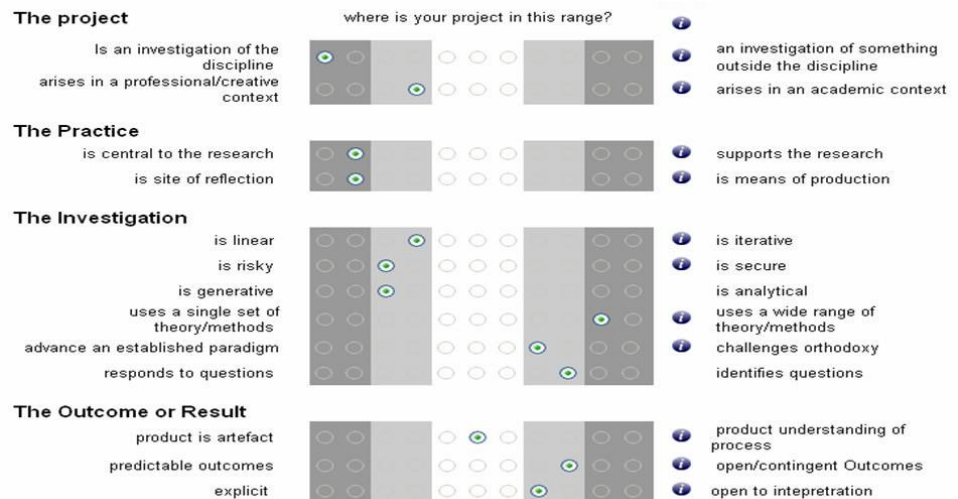 The project where is your project in this range?
Is an investigation of the
discipline
an investigation of something
outside the discipline
arises in a professional/creative
context
arises in an academic context
The Practice
is central to the research supports the research
is site of reflection is means of production
The Investigation
is linear is iterative
is risky is secure
is generative is analytical
uses a single set of
theory/methods
uses a wide range of
theory/methods
advance an established paradigm challenges orthodoxy
responds to questions identifies questions
The Outcome or Result
product is artefact product understanding of
process
predictable outcomes open/contingent Outcomes
explicit open to intepretration